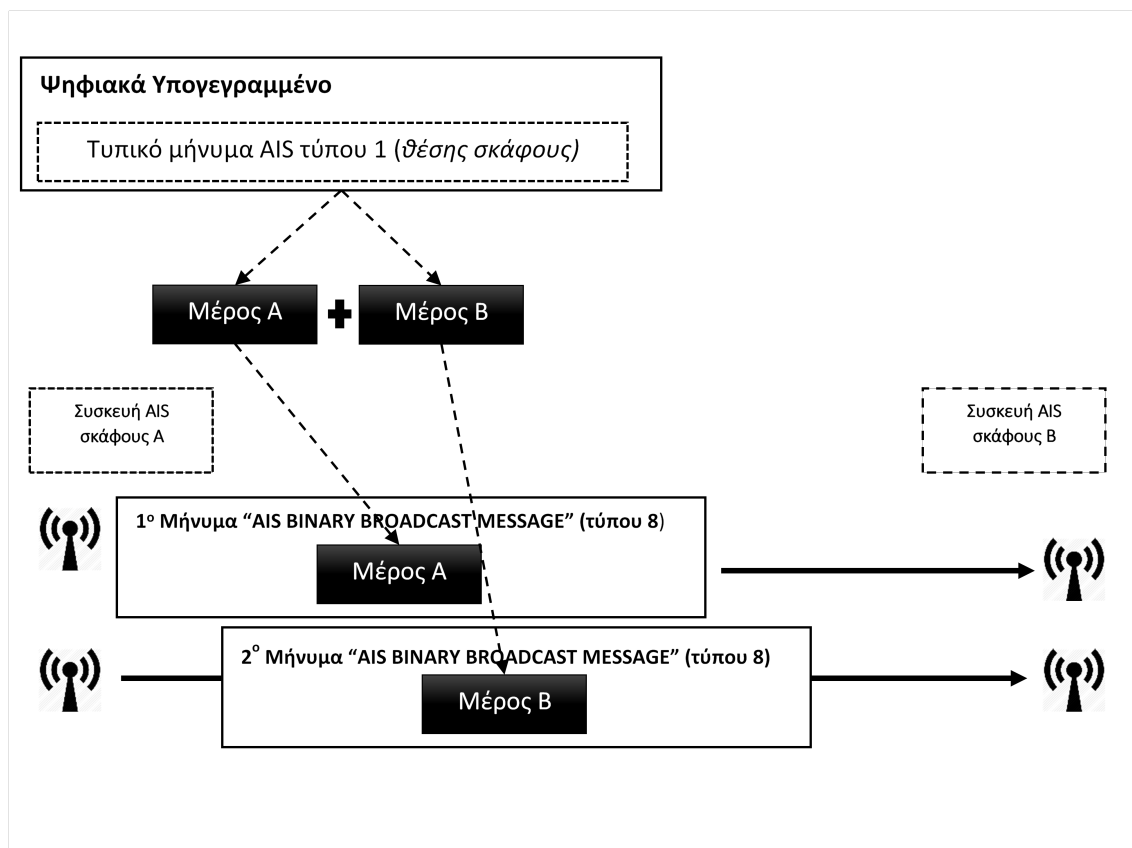 Ψηφιακά Υπογεγραμμένο
Τυπικό μήνυμα AIS τύπου 1 (θέσης σκάφους)
Μέρος Α
Μέρος Β
Συσκευή AIS
σκάφους Α
Συσκευή AIS
σκάφους Β
1ο Μήνυμα “AIS BINARY BROADCAST MESSAGE” (τύπου 8)
Μέρος Α
2ο Μήνυμα “AIS BINARY BROADCAST MESSAGE” (τύπου 8)
Μέρος Β